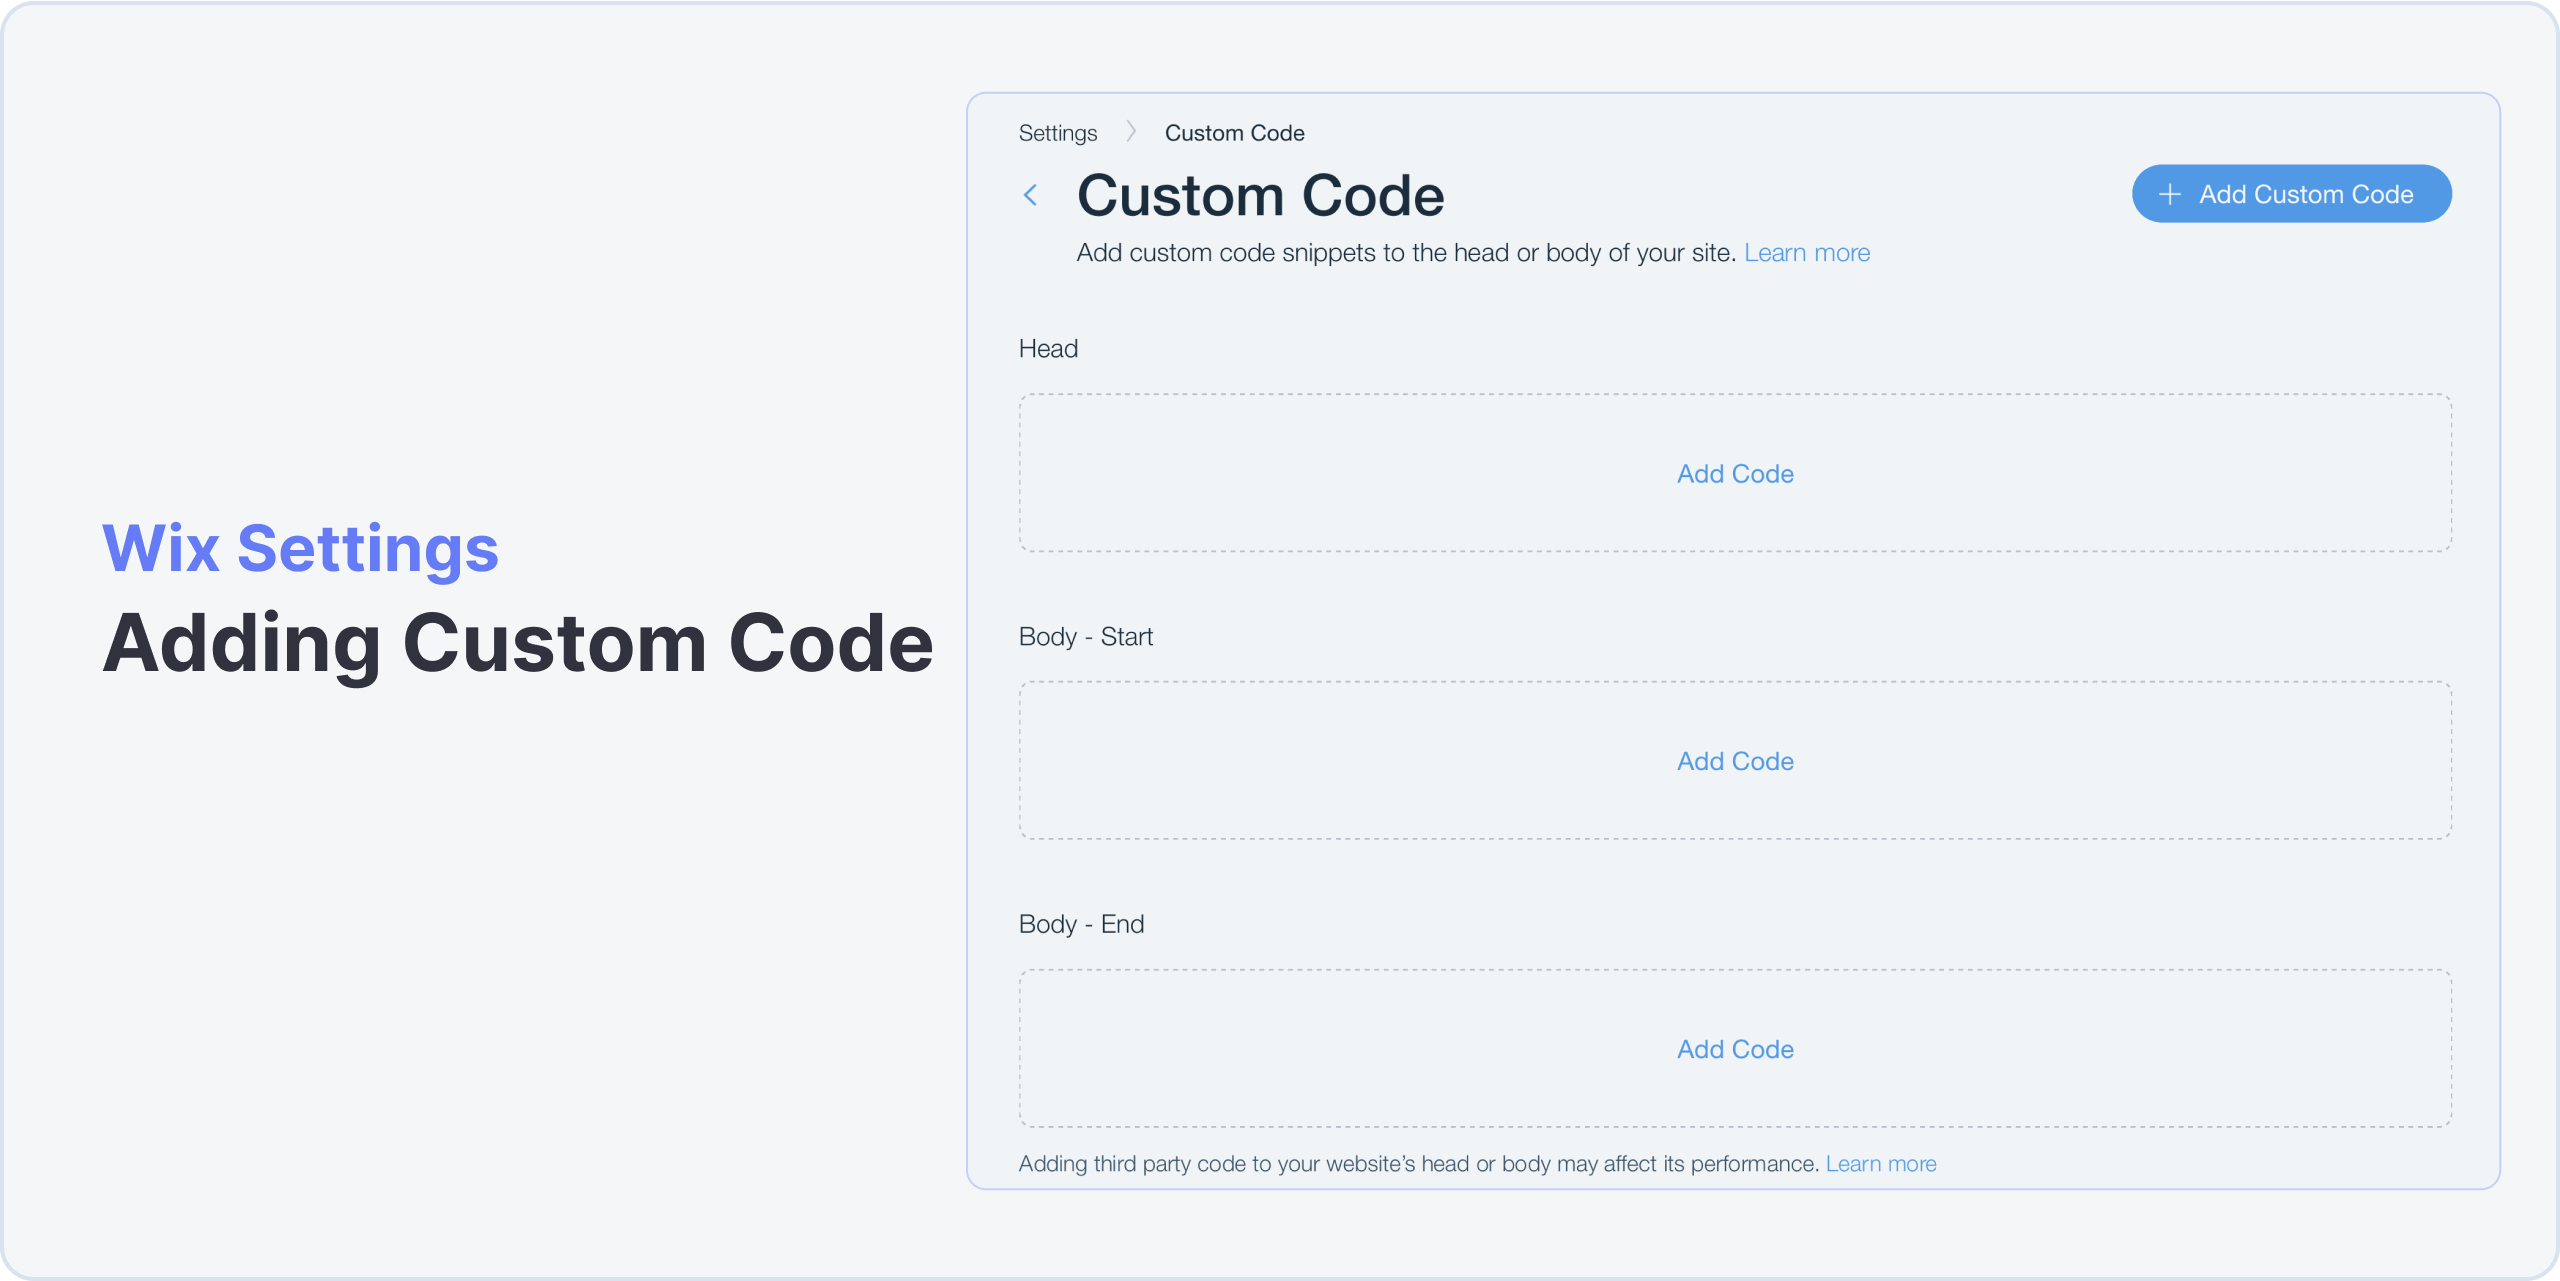 Wix Settings
Adding Custom Code
Settings
Custom Code
Custom Code
Add Custom Code
Add custom code snippets to the head or body of your site. Learn more
Head
Add Code
Body - Start
Add Code
Body - End
Add Code
Adding third party code to your website’s head or body may affect its performance. Learn more